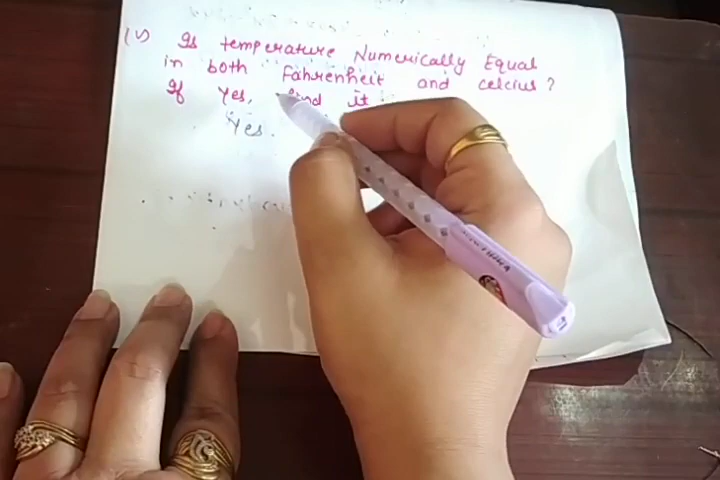 (v) Is temperature Numerically Equal
in both Fahrenheit and celcius ?
If Yes, find it.
Yes.